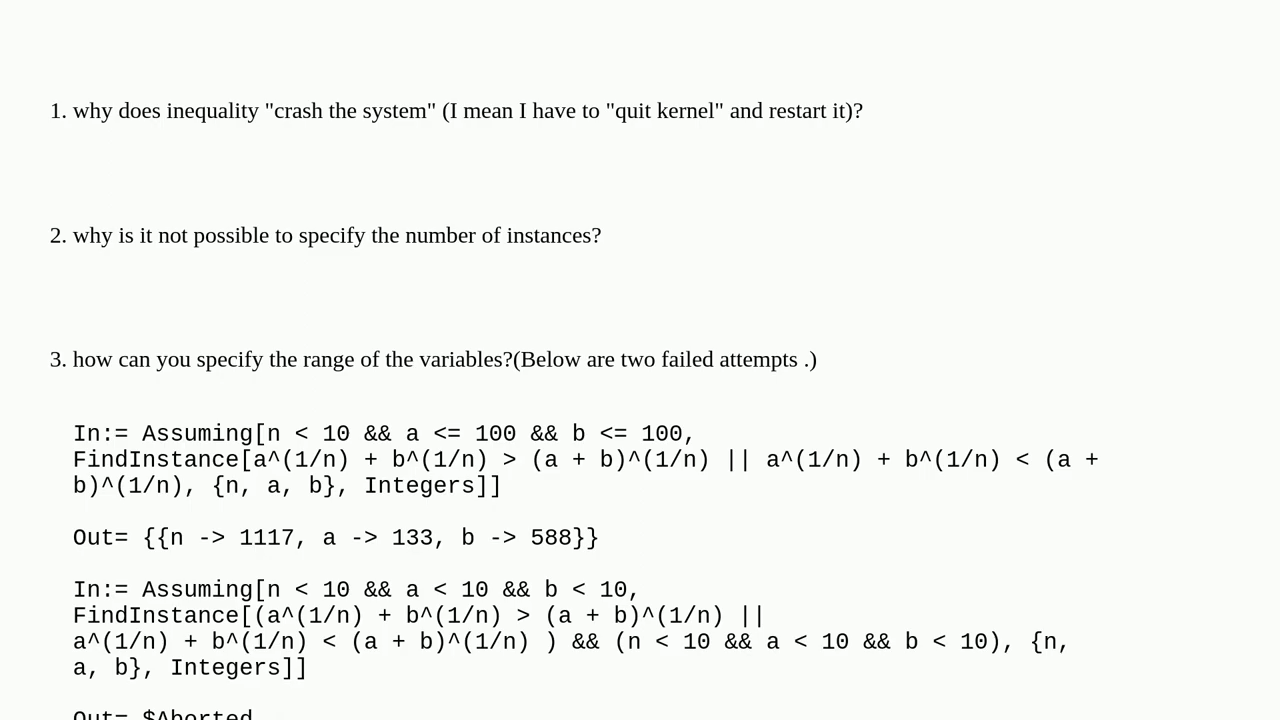 1. why does inequality "crash the system" (I mean I have to "quit kernel" and restart it)?
2. why is it not possible to specify the number of instances?
3. how can you specify the range of the variables?(Below are two failed attempts .)
In:= Assuming[n < 10 && a <= 100 && b <= 100,
FindInstance[a^(1/n) + b^(1/n) > (a + b)^(1/n) || a^(1/n) + b^(1/n) < (a +
b)^(1/n), {n, a, b}, Integers]]
Out= {{n -> 1117, a -> 133, b -> 588}}
In:= Assuming[n < 10 && a < 10 && b < 10,
FindInstance[(a^(1/n) + b^(1/n) > (a + b)^(1/n) ||
a^(1/n) + b^(1/n) < (a + b)^(1/n) ) && (n < 10 && a < 10 && b < 10), {n,
a, b}, Integers]]
Out= $Aborted